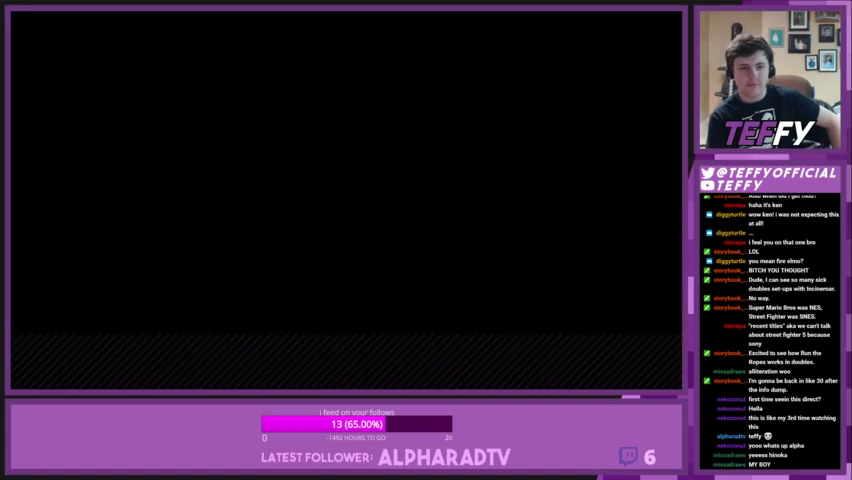 TEFFY
@TEFFYOFFICIAL
TEFFY
haha it's ken
diggyturtle wow ken! i was not expecting this
at all!
diggyturtle ...
i feel you on that one bro
storybook_.. LOL
diggyturtle you mean fire elmo?
storybook_.. BITCH YOU THOUGHT
storybook_.. Dude, I can see so many sick
doubles set-ups with Incineroar.
storybook_.. No way.
storybook_.. Super Mario Bros was NES,
Street Fighter was SNES.
"recent titles" aka we can't talk
about street fighter 5 because
sony
storybook_.. Excited to see how Run the
Ropes works in doubles.
missadraws alliteration woo
storybook_.. I'm gonna be back in like 30 after
the info dump.
nekoconut first time seein this direct?
nekoconut Hella
nekoconut this is like my 3rd time watching
this
alpharadtv teffy
nekoconut yooo whats up alpha
missadraws yeeess hinoka
missadraws MY BOY
i feed on your follows
13 (65.00%)
0
-1492 HOURS TO GO
20
LATEST FOLLOWER: ALPHARADTV
6